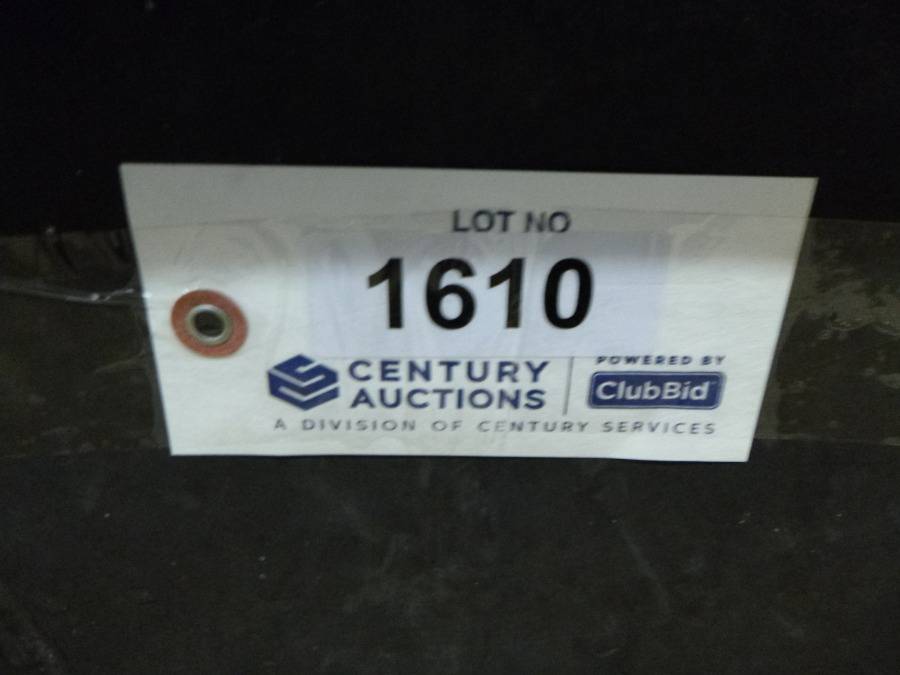 LOT NO
1610
CENTURY
AUCTIONS
POWERED BY
ClubBid
A DIVISION OF CENTURY SERVICES